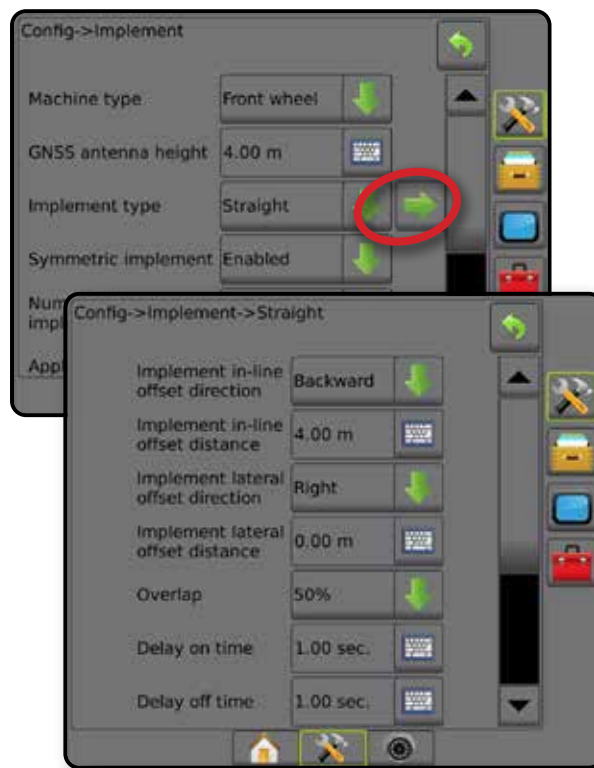 Config->Implement
Machine type Front wheel
GNSS antenna height 4.00 m
Implement type Straight
Symmetric implement Enabled
Num
impl
Appl
Config->Implement->Straight
Implement in-line
offset direction Backward
Implement in-line
offset distance 4.00 m
Implement lateral
offset direction Right
Implement lateral
offset distance 0.00 m
Overlap 50%
Delay on time 1.00 sec.
Delay off time 1.00 sec.